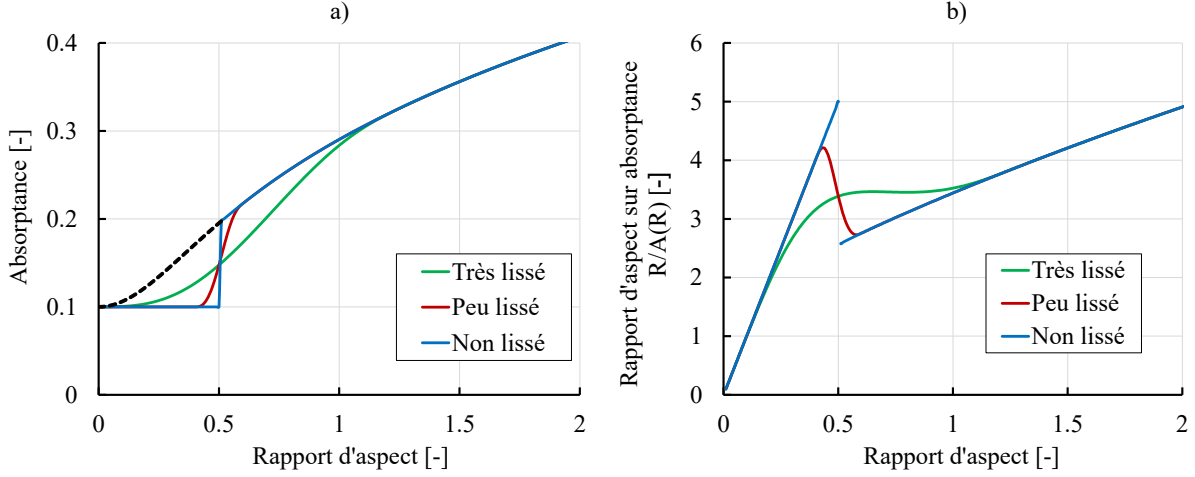 a)
Absorptance [-]
0.4
0.3
0.2
0.1
0
0
0.5
1
1.5
2
Rapport d'aspect [-]
Très lissé
Peu lissé
Non lissé
b)
Rapport d'aspect sur absorptance
R/A(R) [-]
6
5
4
3
2
1
0
0
0.5
1
1.5
2
Rapport d'aspect [-]
Très lissé
Peu lissé
Non lissé